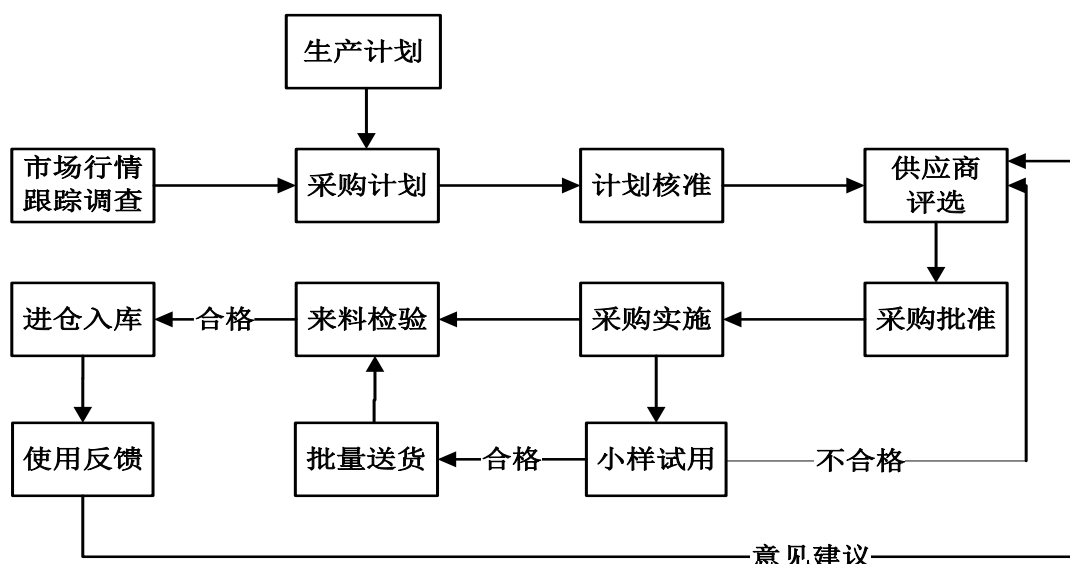 生产计划
市场行情
跟踪调查
采购计划
计划核准
供应商
评选
进仓入库
合格
来料检验
采购实施
采购批准
使用反馈
批量送货
合格
小样试用
不合格
意见建议